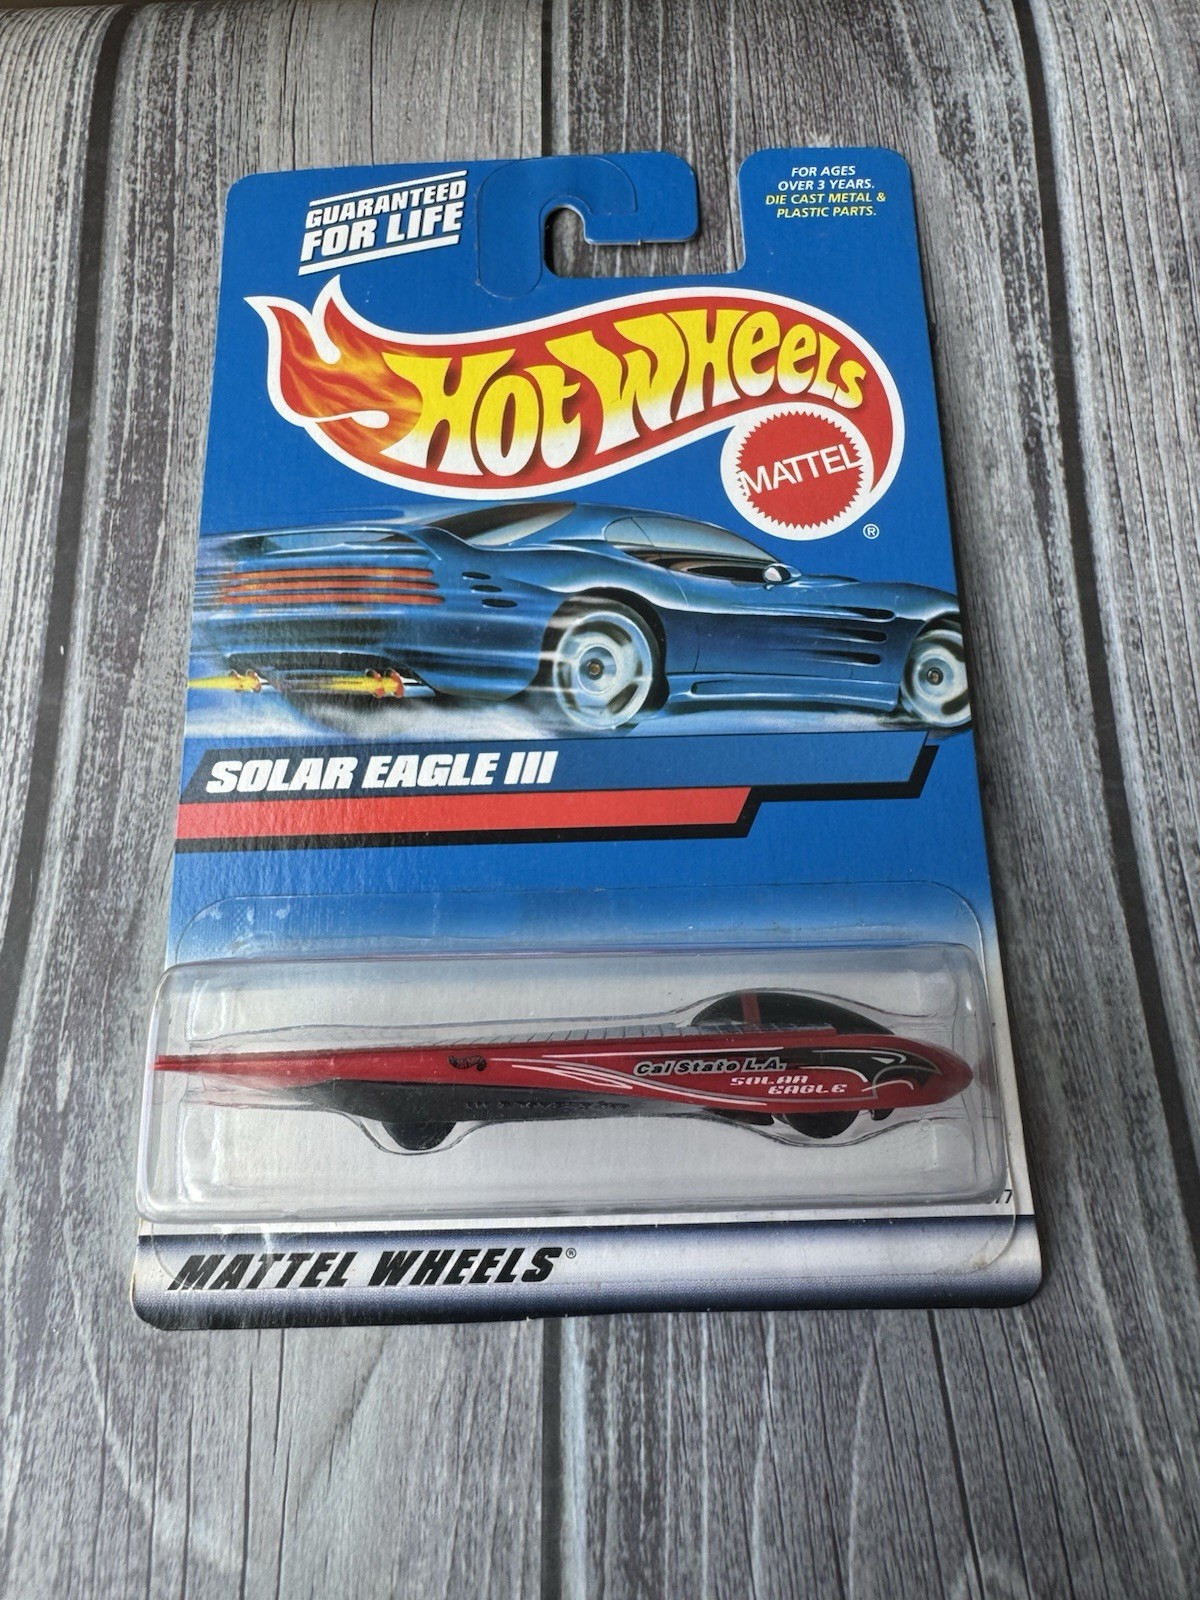 GUARANTEED
FOR LIFE
FOR AGES
OVER 3 YEARS.
DIE CAST METAL &
PLASTIC PARTS.
HOT WHEELS
MATTEL
®
SOLAR EAGLE III
Cal State L.A.
SOLAR
EAGLE
MATTEL WHEELS®